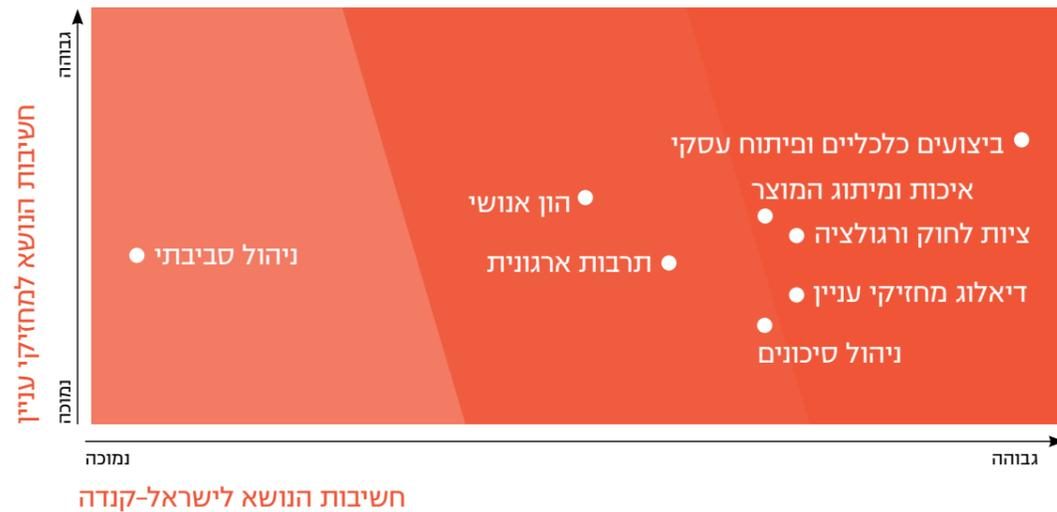 גבוהה
חשיבות הנושא למחזיקי עניין
נמוכה
ביצועים כלכליים ופיתוח עסקי
איכות ומיתוג המוצר
הון אנושי
ציות לחוק ורגולציה
ניהול סביבתי
תרבות ארגונית
דיאלוג מחזיקי עניין
ניהול סיכונים
נמוכה
גבוהה
חשיבות הנושא לישראל-קנדה